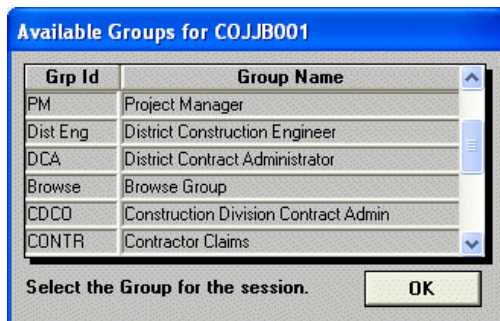 Available Groups for COJJB001
Grp Id Group Name
PM Project Manager
Dist Eng District Construction Engineer
DCA District Contract Administrator
Browse Browse Group
CDCO Construction Division Contract Admin
CONTR Contractor Claims
Select the Group for the session. OK